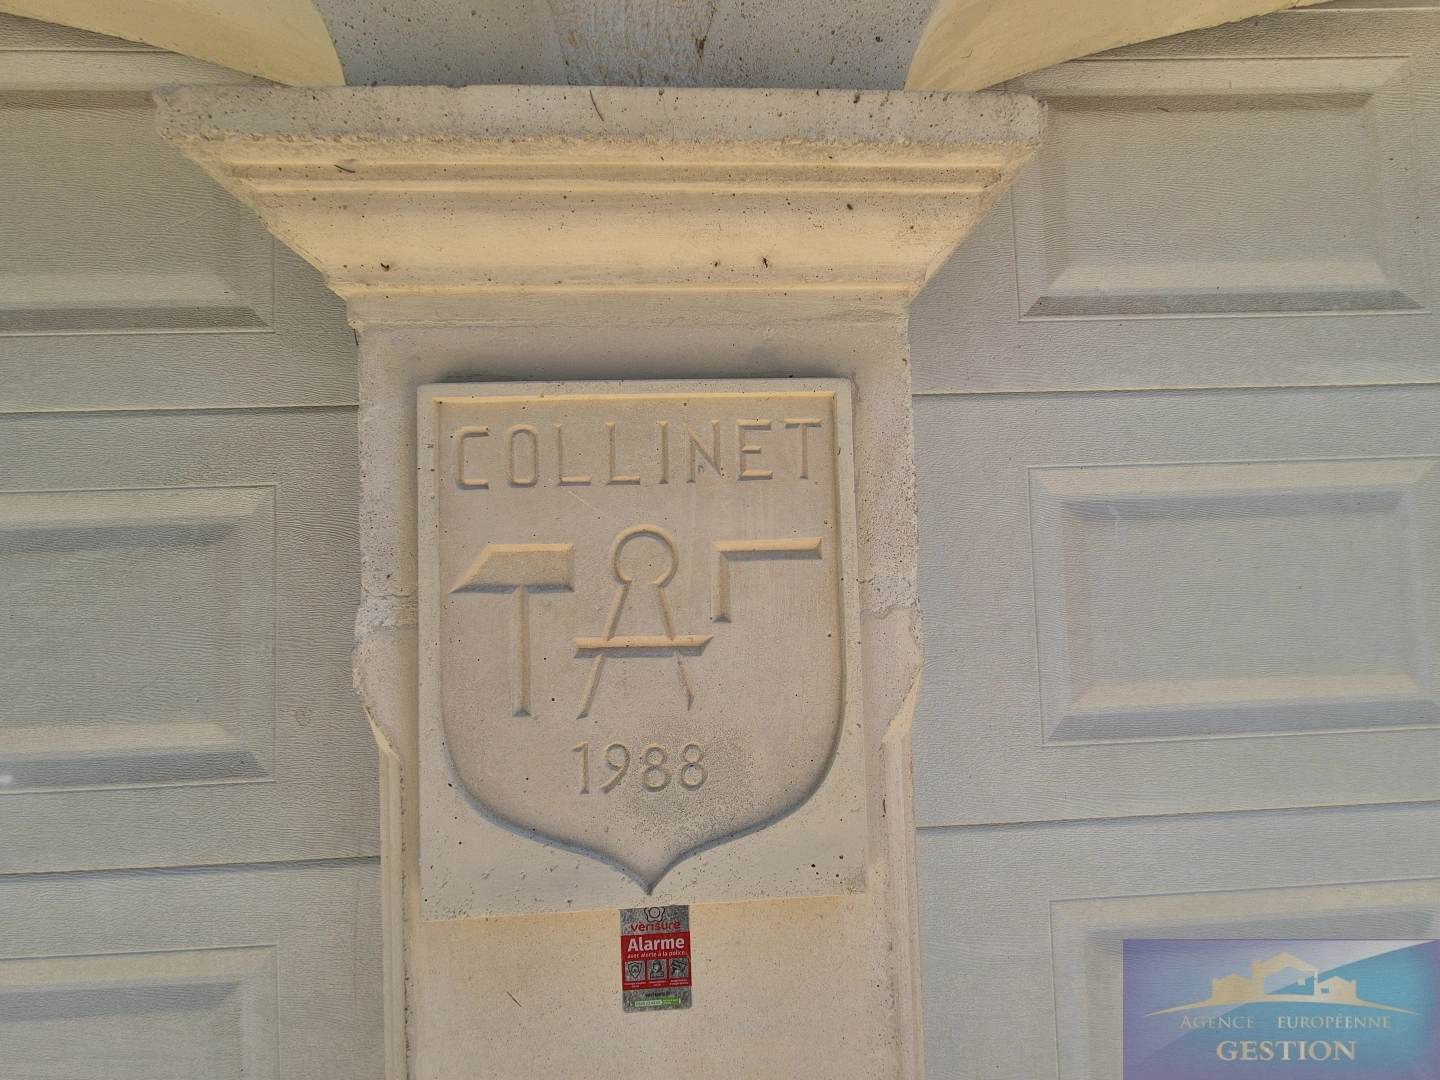 COLLINET
1988
verisure
Alarme
avec alerte à la police
AGENCE EUROPÉENNE
GESTION